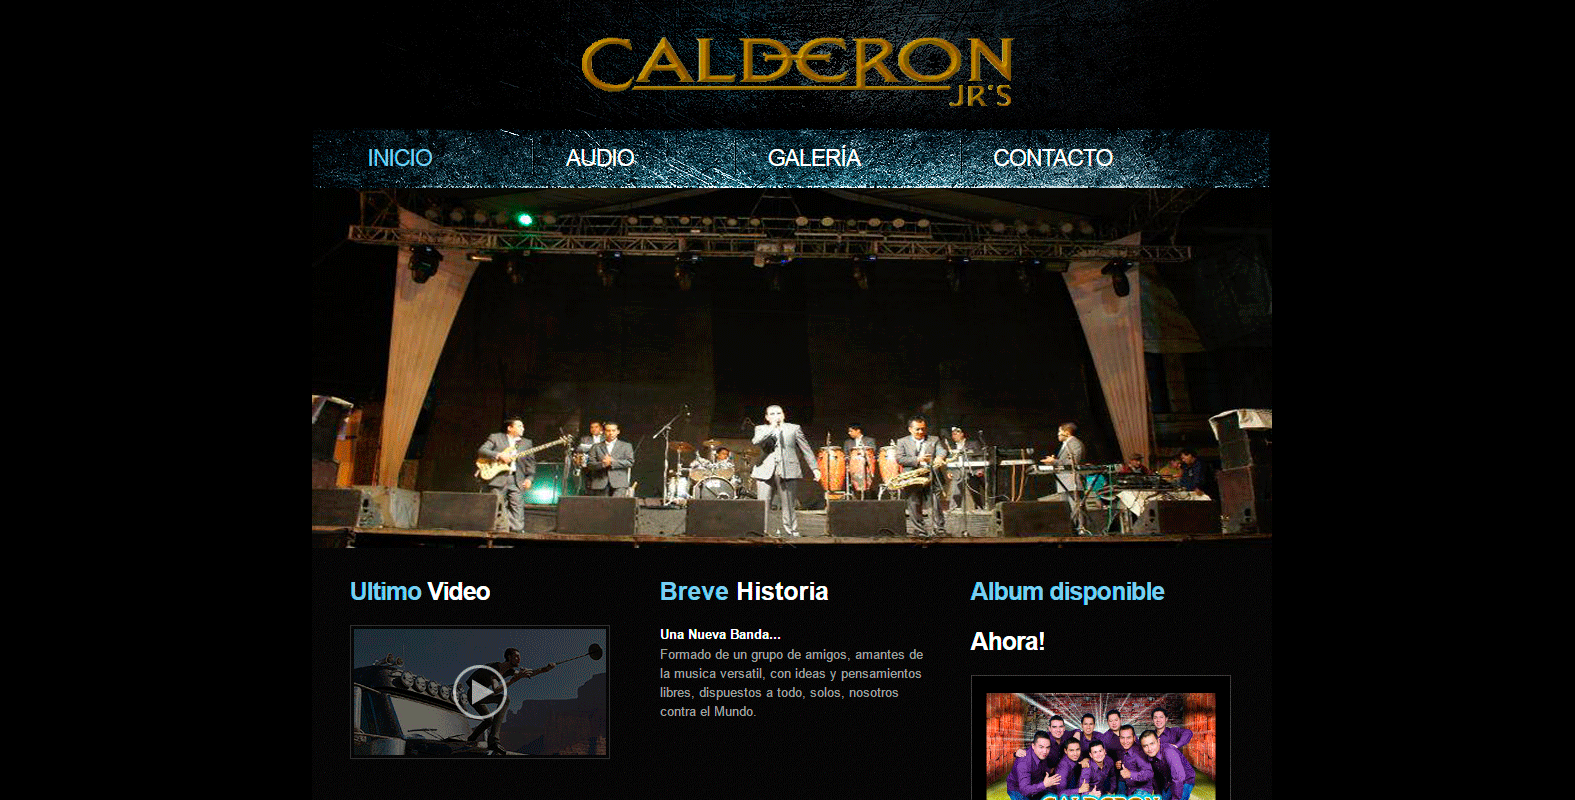 CALDERON
JR'S
INICIO
AUDIO
GALERÍA
CONTACTO
Ultimo Video
Breve Historia
Una Nueva Banda...
Formado de un grupo de amigos, amantes de
la musica versatil, con ideas y pensamientos
libres, dispuestos a todo, solos, nosotros
contra el Mundo.
Album disponible
Ahora!
CALDERON